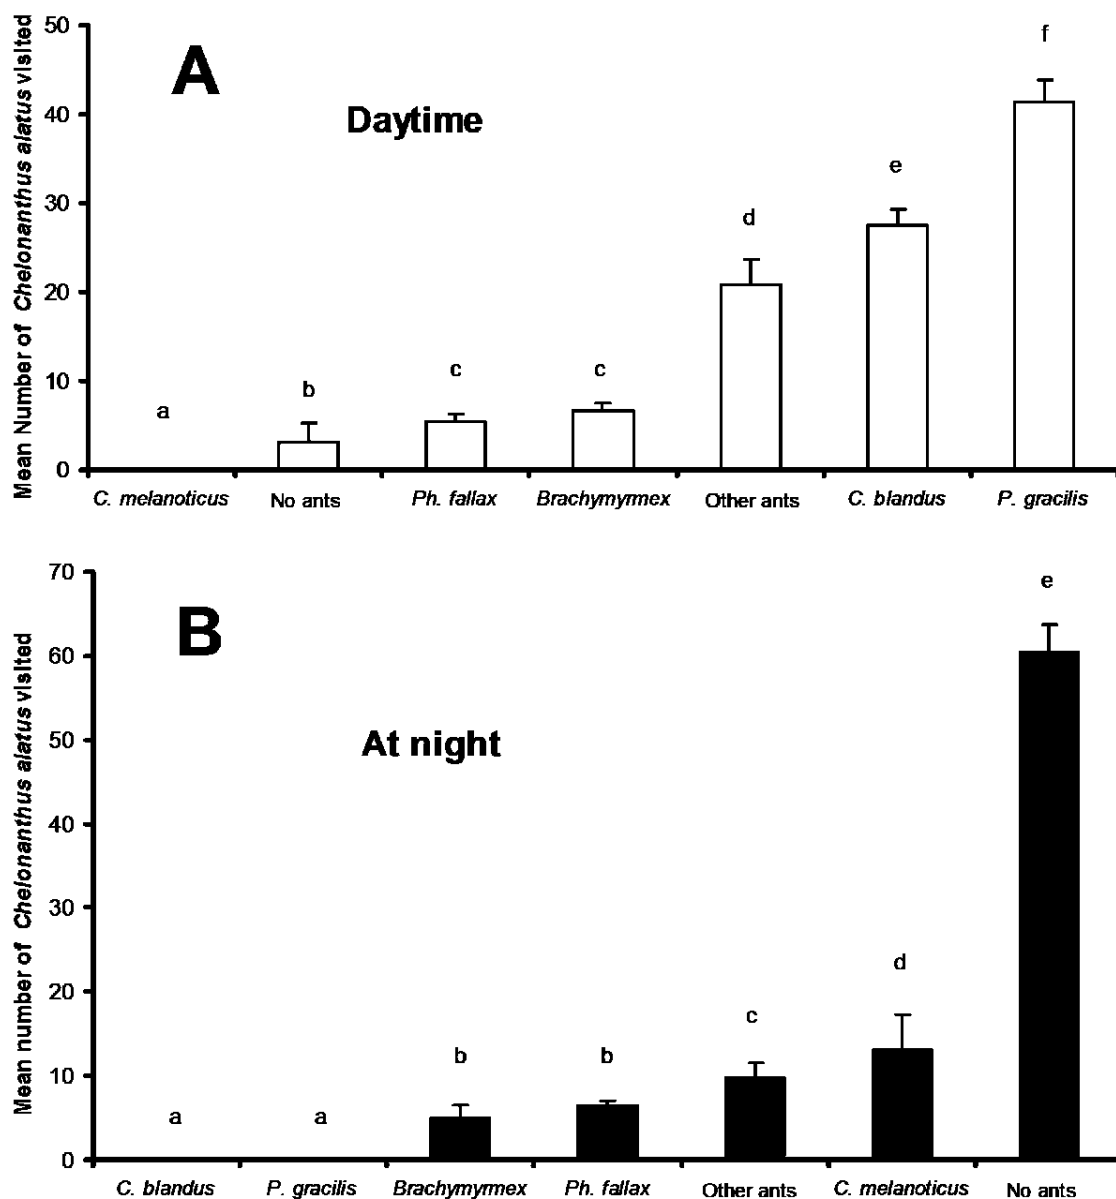 Mean Number of Chelonanthus alatus visited
A
Daytime
50
40
30
20
10
0
a
b
c
c
d
e
f
C. melanoticus
No ants
Ph. fallax
Brachymyrmex
Other ants
C. blandus
P. gracilis
Mean number of Chelonanthus alatus visited
B
At night
70
60
50
40
30
20
10
0
a
a
b
b
c
d
e
C. blandus
P. gracilis
Brachymyrmex
Ph. fallax
Other ants
C. melanoticus
No ants